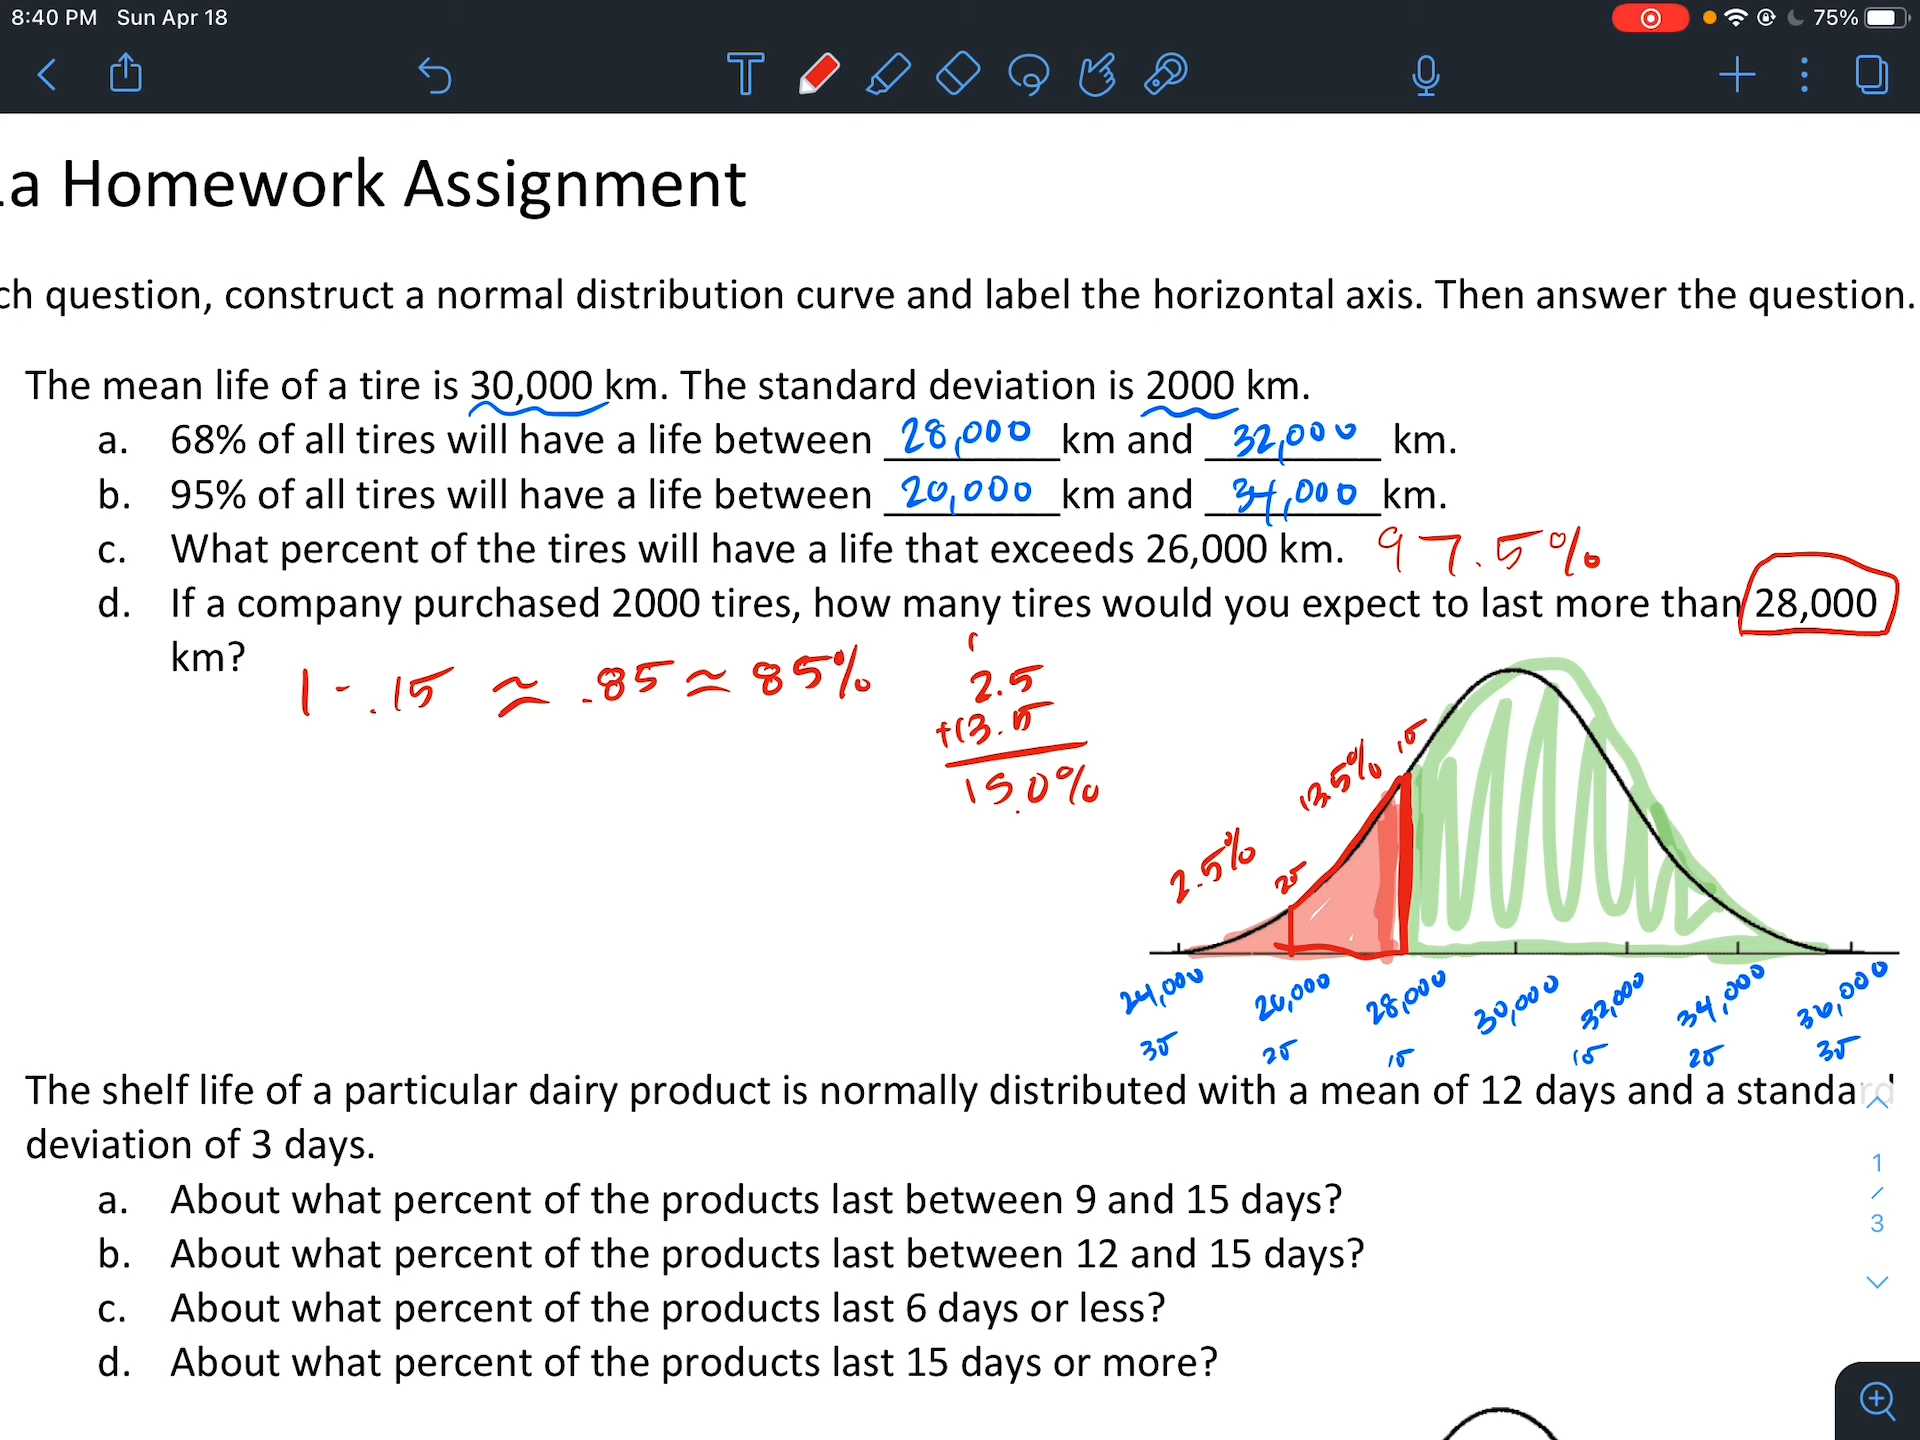 8:40 PM Sun Apr 18
75%
a Homework Assignment
ch question, construct a normal distribution curve and label the horizontal axis. Then answer the question.
The mean life of a tire is 30,000 km. The standard deviation is 2000 km.
a. 68% of all tires will have a life between 28,000 km and 32,000 km.
b. 95% of all tires will have a life between 26,000 km and 34,000 km.
c. What percent of the tires will have a life that exceeds 26,000 km. 97.5%
d. If a company purchased 2000 tires, how many tires would you expect to last more than 28,000
km?
1 - .15 ≈ .85 ≈ 85%
1
2.5
+13.5
15.0%
2.5% 2σ 13.5% 1σ
24,000 26,000 28,000 30,000 32,000 34,000 36,000
3σ 2σ 1σ 1σ 2σ 3σ
The shelf life of a particular dairy product is normally distributed with a mean of 12 days and a standard
deviation of 3 days.
a. About what percent of the products last between 9 and 15 days?
b. About what percent of the products last between 12 and 15 days?
c. About what percent of the products last 6 days or less?
d. About what percent of the products last 15 days or more?
1
/
3